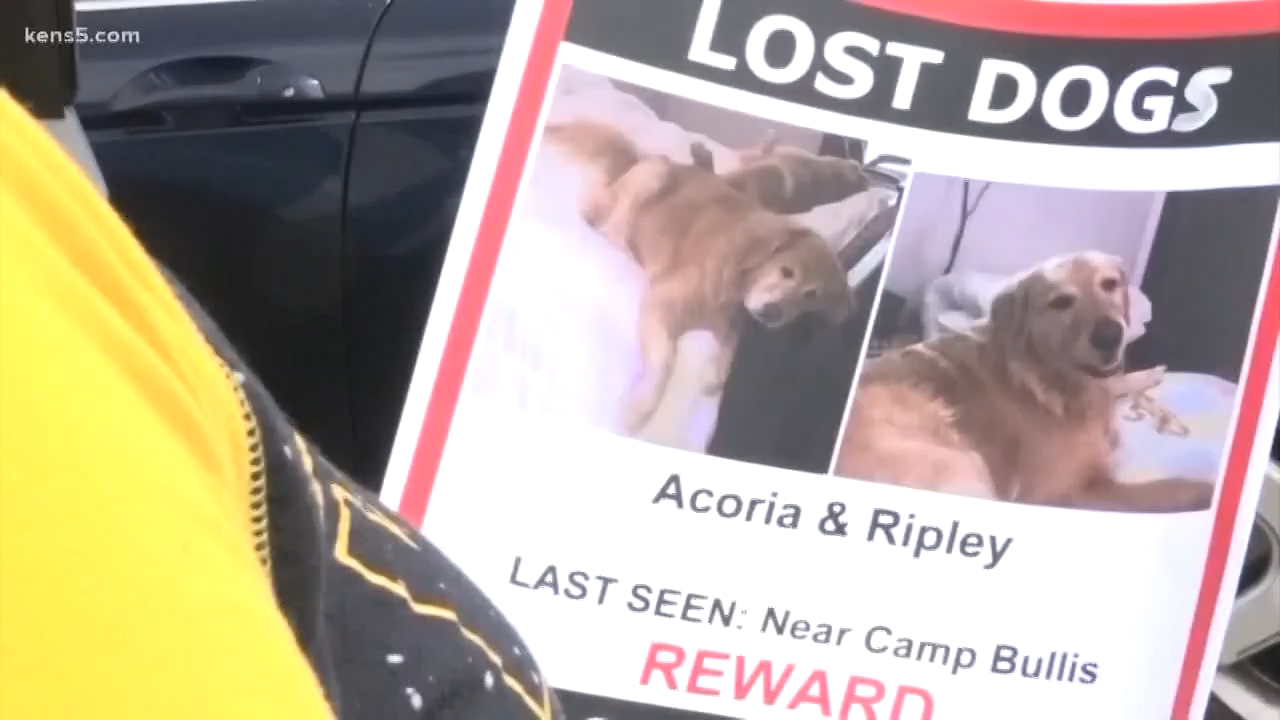 kens5.com
LOST DOGS
Acoria & Ripley
LAST SEEN: Near Camp Bullis
REWARD